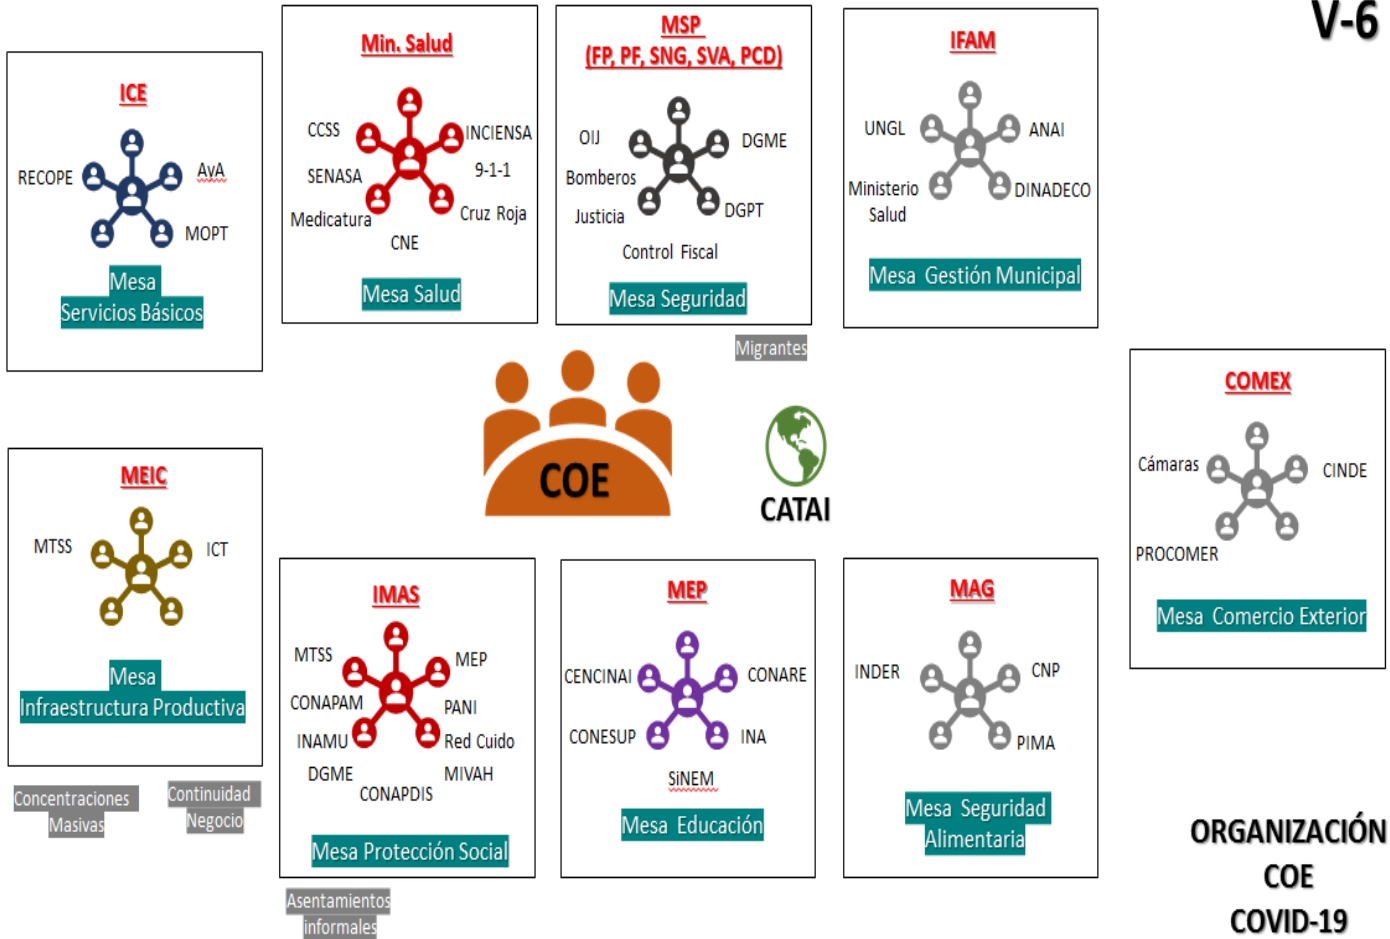 V-6
ICE
RECOPE
AyA
MOPT
Mesa
Servicios Básicos
Min. Salud
CCSS
INCIENSA
SENASA
9-1-1
Medicatura
Cruz Roja
CNE
Mesa Salud
MSP
(FP, PF, SNG, SVA, PCD)
OIJ
DGME
Bomberos
Justicia
DGPT
Control Fiscal
Mesa Seguridad
Migrantes
IFAM
UNGL
ANAI
Ministerio
Salud
DINADECO
Mesa Gestión Municipal
COE
CATAI
COMEX
Cámaras
CINDE
PROCOMER
Mesa Comercio Exterior
MEIC
MTSS
ICT
Mesa
Infraestructura Productiva
Concentraciones
Masivas
Continuidad
Negocio
IMAS
MTSS
MEP
CONAPAM
PANI
INAMU
Red Cuido
DGME
MIVAH
CONAPDIS
Mesa Protección Social
Asentamientos
informales
MEP
CENCINAI
CONARE
CONESUP
INA
SiNEM
Mesa Educación
MAG
INDER
CNP
PIMA
Mesa Seguridad
Alimentaria
ORGANIZACIÓN
COE
COVID-19